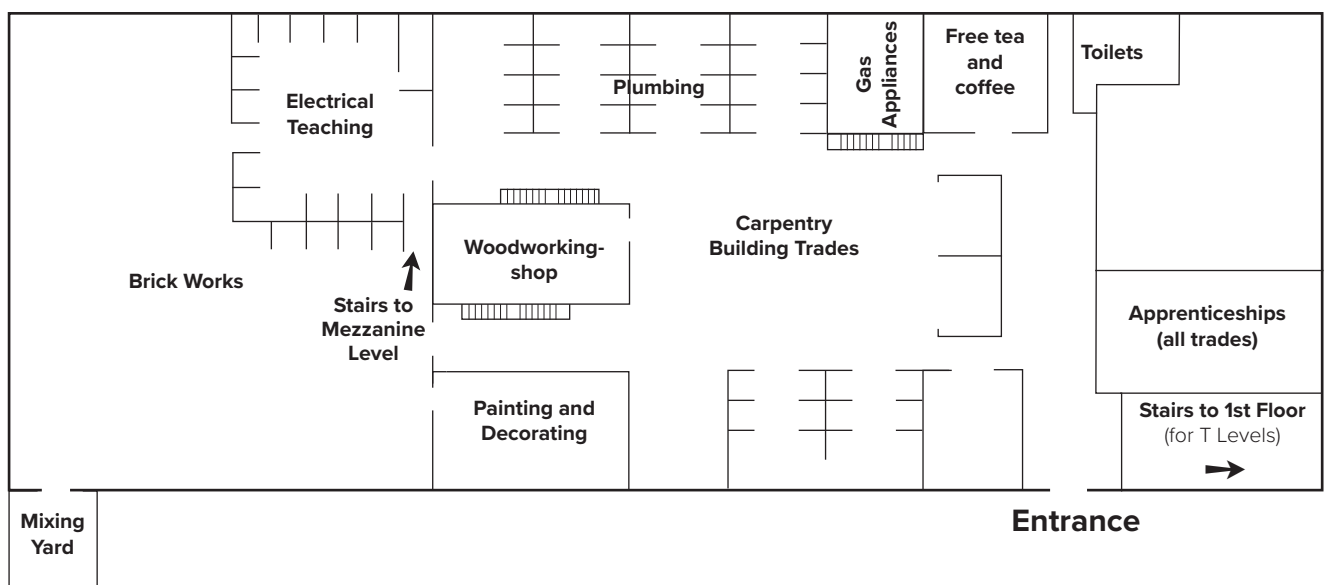 Electrical
Teaching
Plumbing
Gas
Appliances
Free tea
and
coffee
Toilets
Brick Works
Stairs to
Mezzanine
Level
Woodworking-
shop
Carpentry
Building Trades
Apprenticeships
(all trades)
Painting and
Decorating
Stairs to 1st Floor
(for T Levels)
Mixing
Yard
Entrance